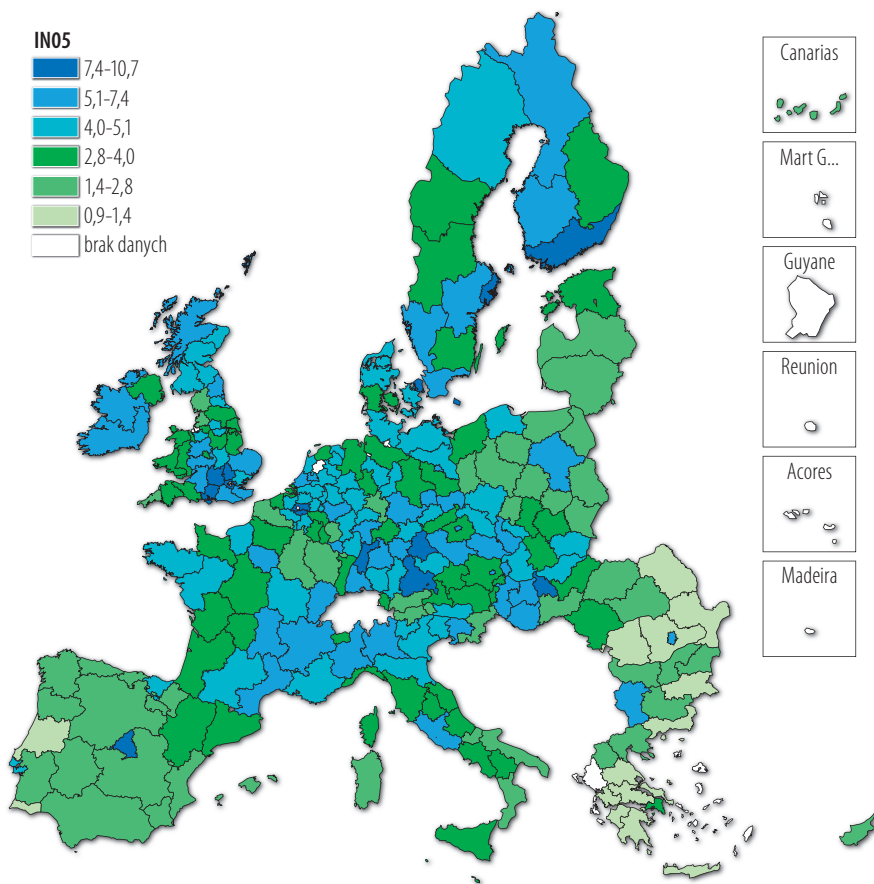 IN05
7,4–10,7
5,1–7,4
4,0–5,1
2,8–4,0
1,4–2,8
0,9–1,4
brak danych
Canarias
Mart G...
Guyane
Reunion
Acores
Madeira